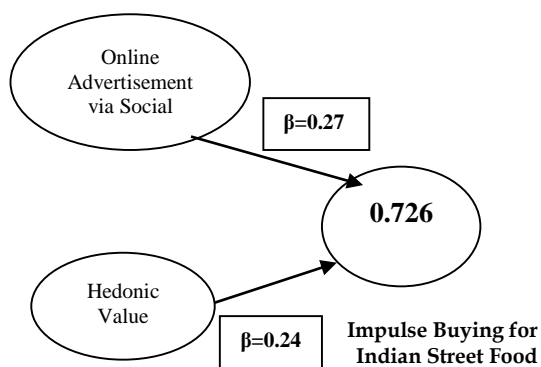 Online
Advertisement
via Social
β=0.27
0.726
Hedonic
Value
β=0.24
Impulse Buying for
Indian Street Food